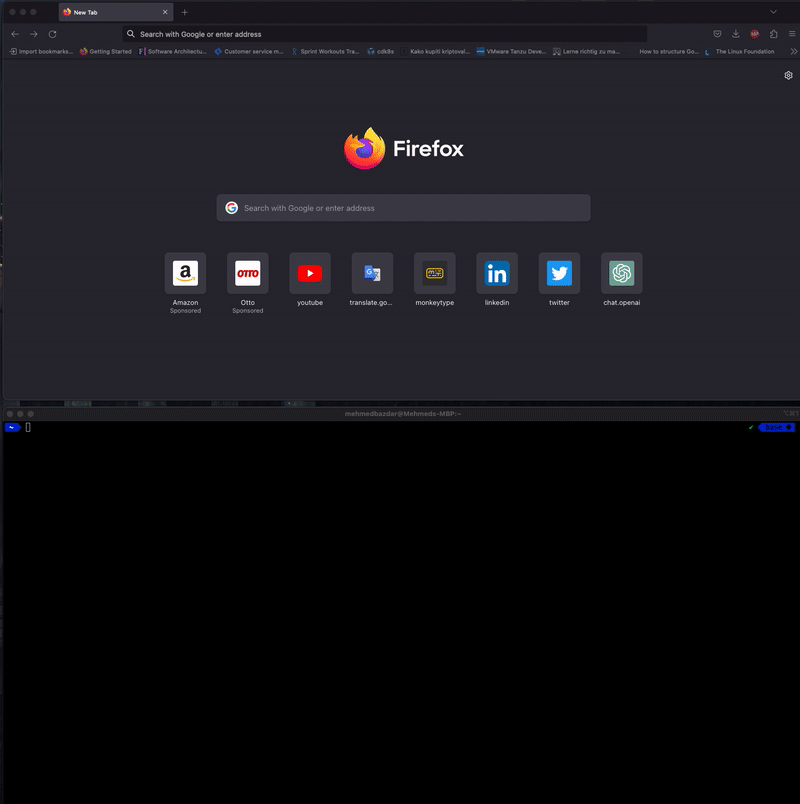 New Tab
Search with Google or enter address
Import bookmarks... Getting Started Software Architectu... Customer service m... Sprint Workouts Tra... cdk8s Kako kupiti kriptoval... VMware Tanzu Deve... Lerne richtig zu ma... How to structure Go... The Linux Foundation
Firefox
Search with Google or enter address
Amazon Otto youtube translate.go... monkeytype linkedin twitter chat.openai
Sponsored Sponsored
mehmedbazdar@Mehmeds-MBP:~
~ base